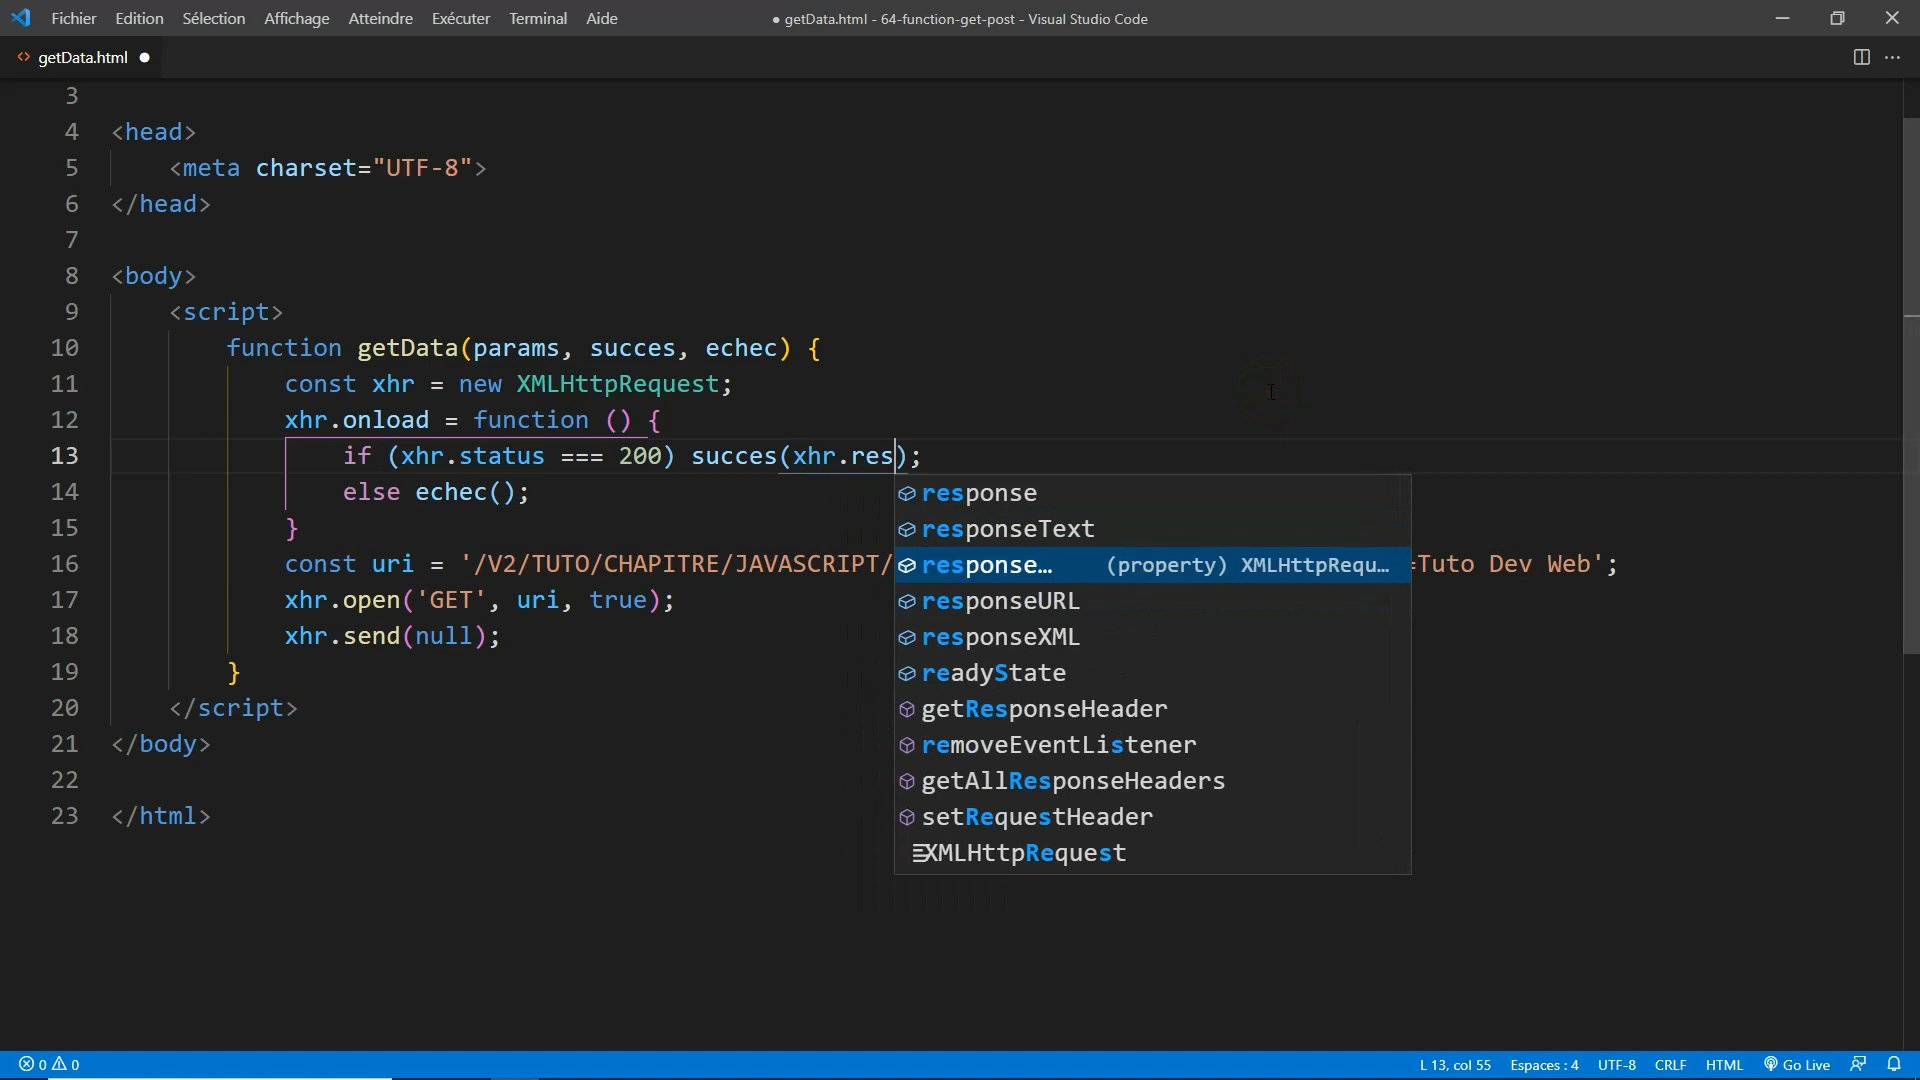 Fichier Edition Sélection Affichage Atteindre Exécuter Terminal Aide
● getData.html - 64-function-get-post - Visual Studio Code
getData.html
3
4 <head>
5 <meta charset="UTF-8">
6 </head>
7
8 <body>
9 <script>
10 function getData(params, succes, echec) {
11 const xhr = new XMLHttpRequest;
12 xhr.onload = function () {
13 if (xhr.status === 200) succes(xhr.res);
14 else echec();
15 }
16 const uri = '/V2/TUTO/CHAPITRE/JAVASCRIPT/ =Tuto Dev Web';
17 xhr.open('GET', uri, true);
18 xhr.send(null);
19 }
20 </script>
21 </body>
22
23 </html>
response
responseText
response… (property) XMLHttpRequ…
responseURL
responseXML
readyState
getResponseHeader
removeEventListener
getAllResponseHeaders
setRequestHeader
XMLHttpRequest
0 0
L 13, col 55 Espaces : 4 UTF-8 CRLF HTML Go Live